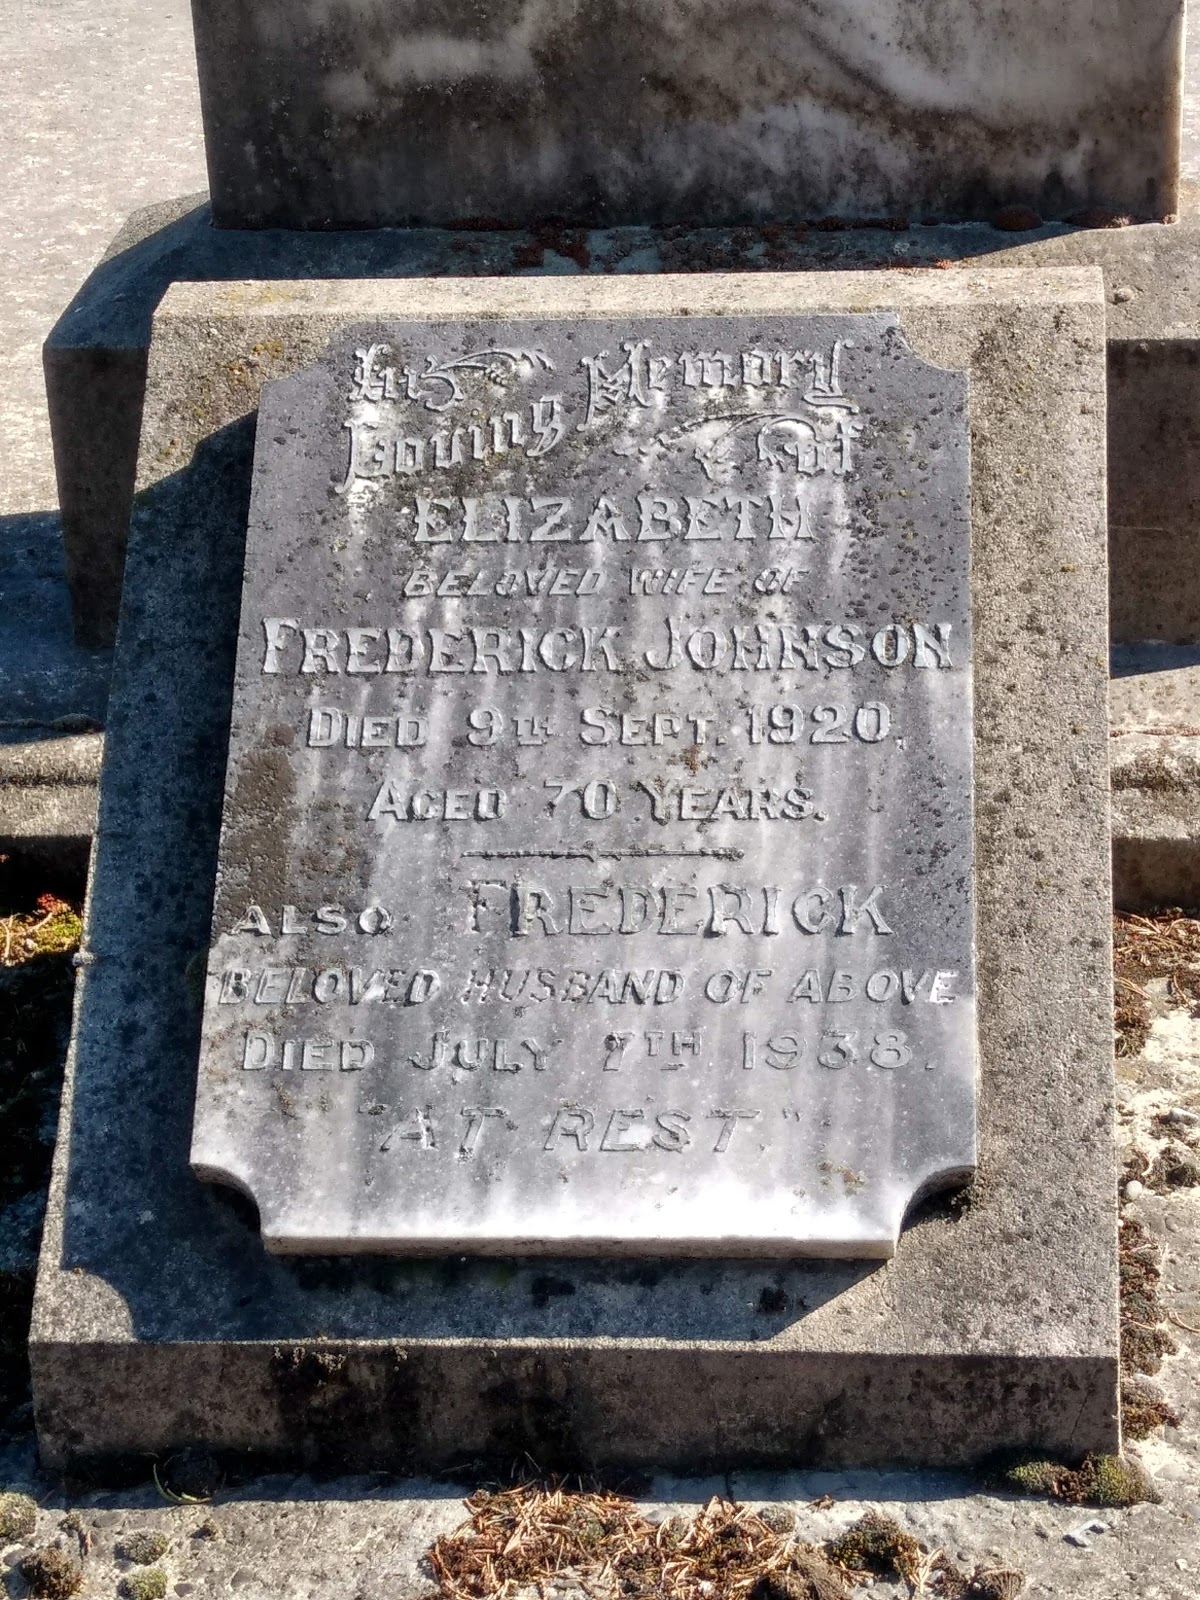 In Memory
Loving of
ELIZABETH
BELOVED WIFE OF
FREDERICK JOHNSON
DIED 9TH SEPT. 1920,
AGED 70 YEARS.
ALSO FREDERICK
BELOVED HUSBAND OF ABOVE
DIED JULY 7TH 1938.
"AT REST."